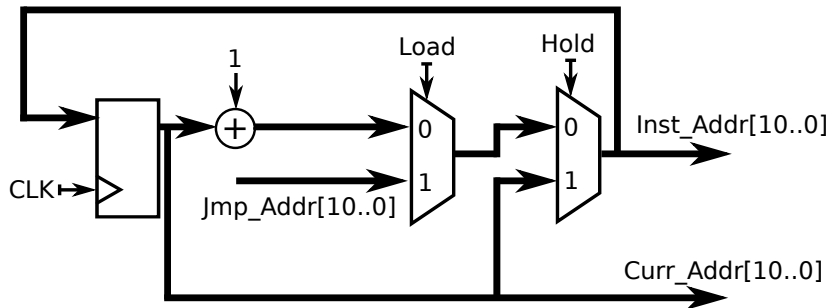 Load
Hold
1
0
0
Inst_Addr[10..0]
+
CLK
1
1
Jmp_Addr[10..0]
Curr_Addr[10..0]